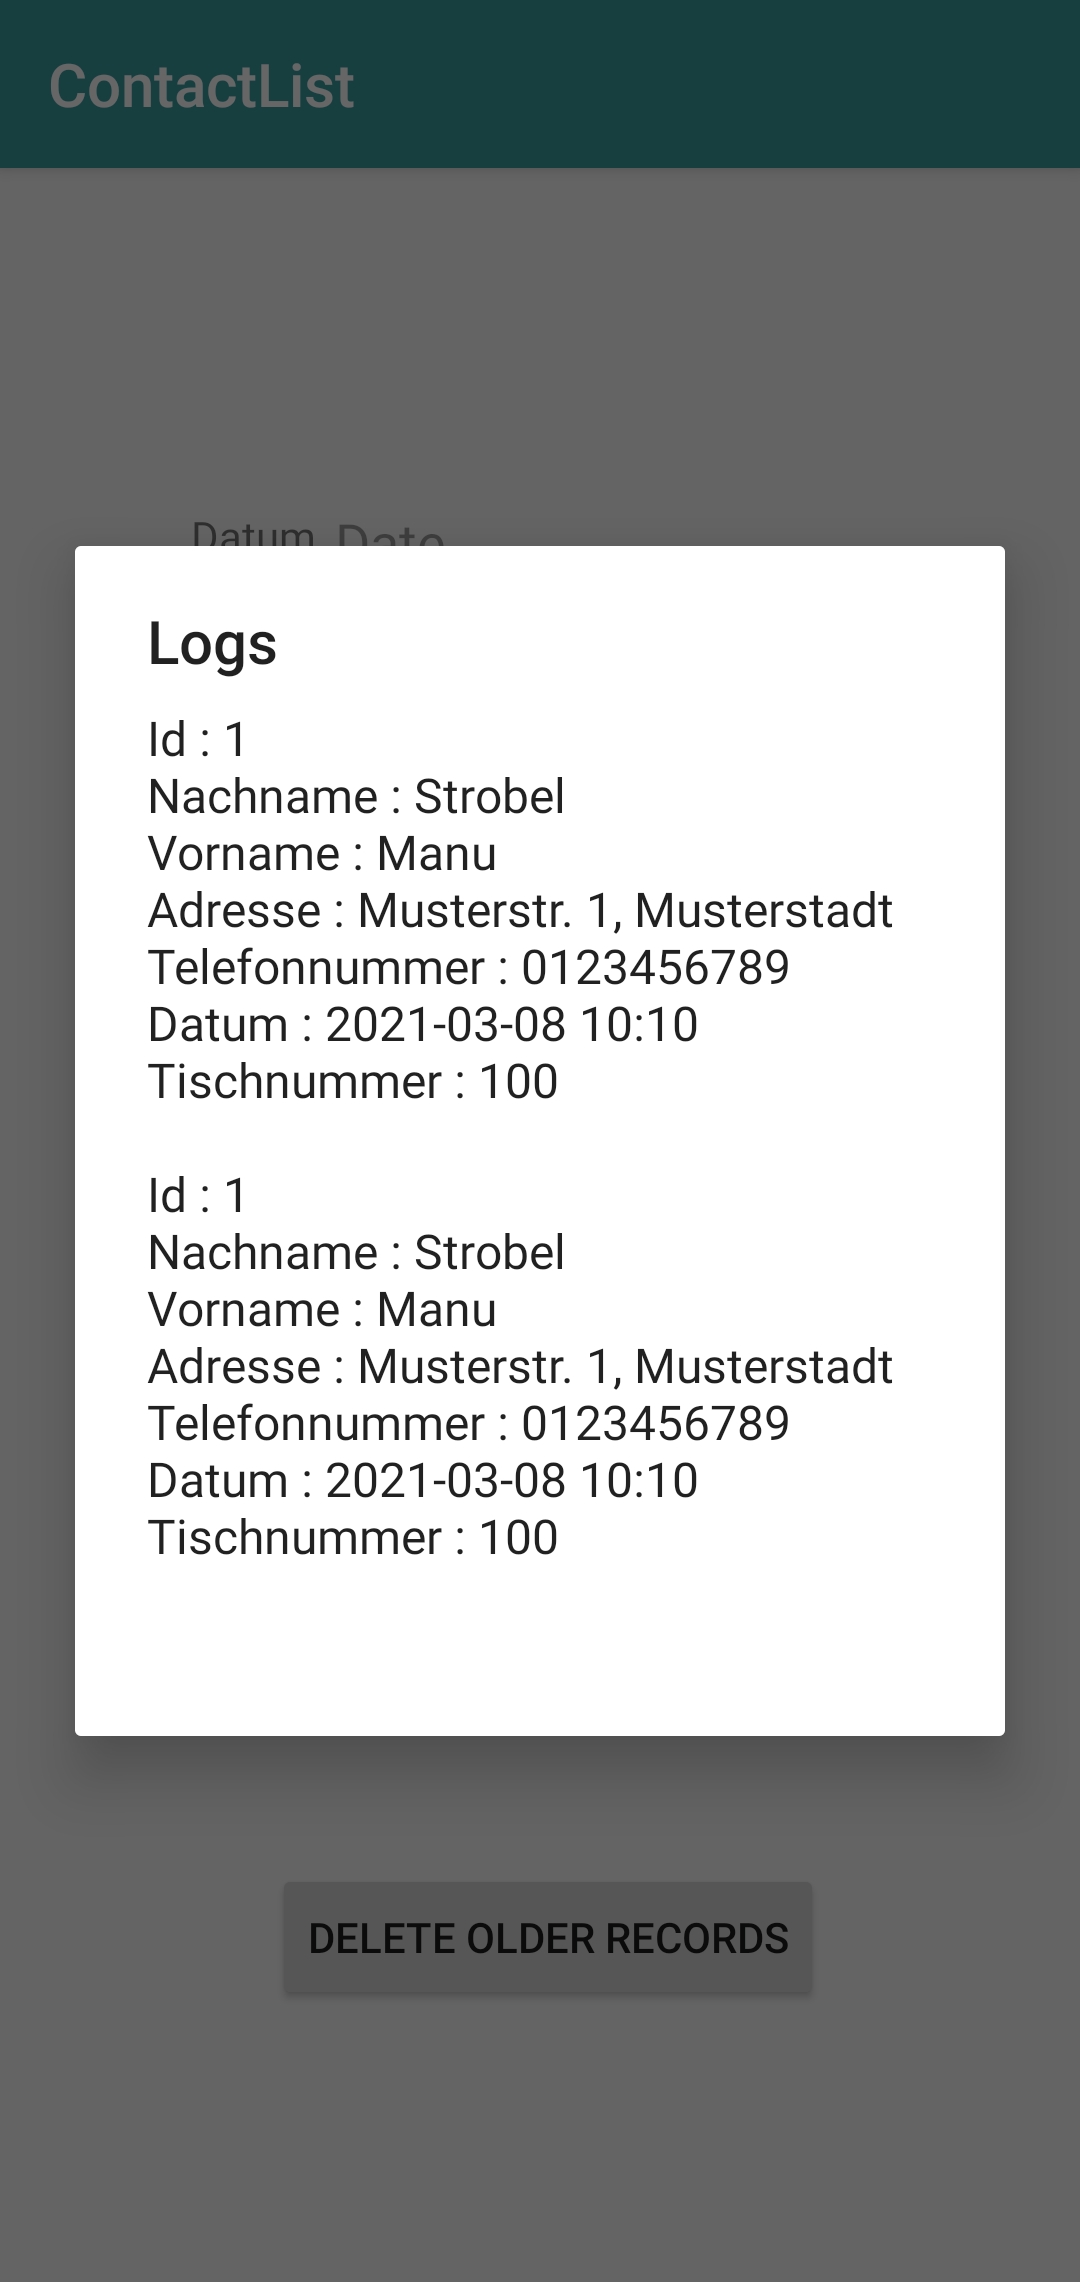 ContactList
Datum Date
Logs
Id : 1
Nachname : Strobel
Vorname : Manu
Adresse : Musterstr. 1, Musterstadt
Telefonnummer : 0123456789
Datum : 2021-03-08 10:10
Tischnummer : 100
Id : 1
Nachname : Strobel
Vorname : Manu
Adresse : Musterstr. 1, Musterstadt
Telefonnummer : 0123456789
Datum : 2021-03-08 10:10
Tischnummer : 100
DELETE OLDER RECORDS